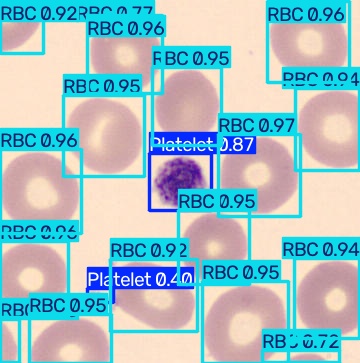 RBC 0.92
RBC 0.77
RBC 0.96
RBC 0.96
RBC 0.95
RBC 0.95
RBC 0.94
RBC 0.97
RBC 0.96
Platelet 0.87
RBC 0.95
RBC 0.96
RBC 0.92
RBC 0.94
Platelet 0.40
RBC 0.95
RBC 0.95
RBC 0.72